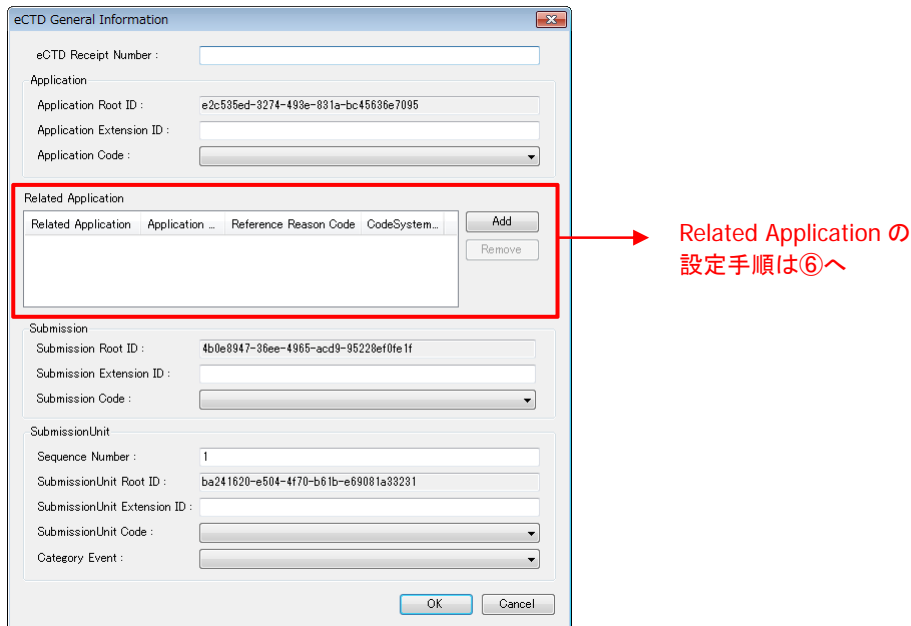 eCTD General Information
eCTD Receipt Number :
Application
Application Root ID : e2c535ed-3274-493e-831a-bc45636e7095
Application Extension ID :
Application Code :
Related Application
Related Application Application ... Reference Reason Code CodeSystem...
Add
Remove
Related Application の
設定手順は⑥へ
Submission
Submission Root ID : 4b0e8947-36ee-4965-acd9-95228ef0fe1f
Submission Extension ID :
Submission Code :
SubmissionUnit
Sequence Number : 1
SubmissionUnit Root ID : ba241620-e504-4f70-b61b-e69081a33231
SubmissionUnit Extension ID :
SubmissionUnit Code :
Category Event :
OK Cancel